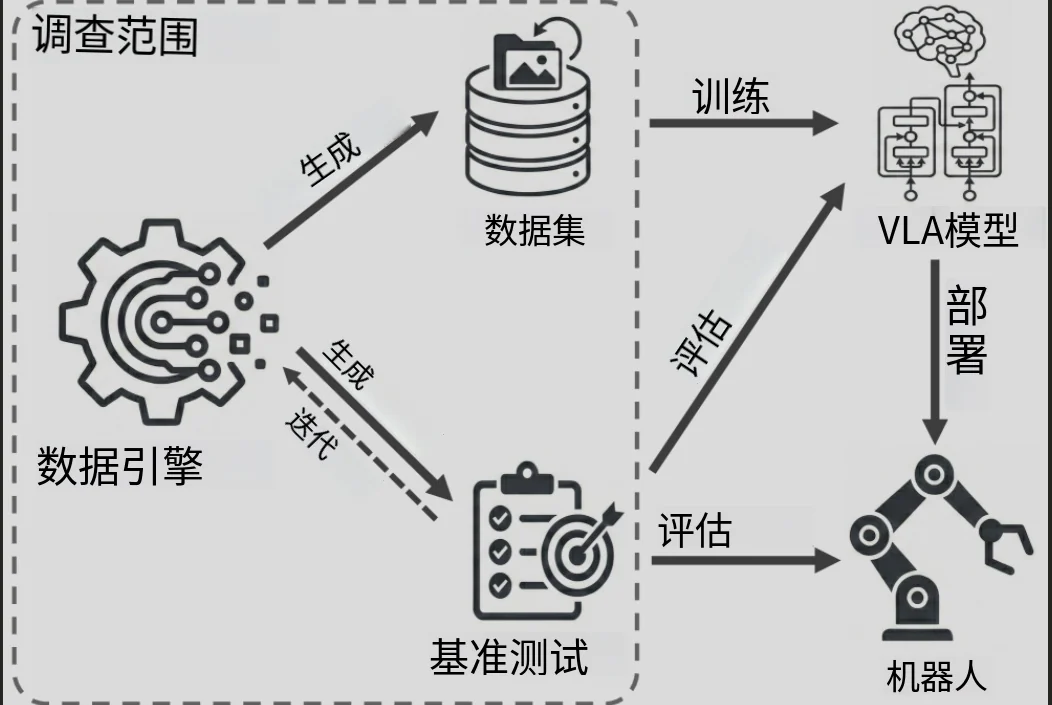 调查范围
生成
数据集
训练
VLA模型
数据引擎
生成
迭代
评估
部署
基准测试
评估
机器人